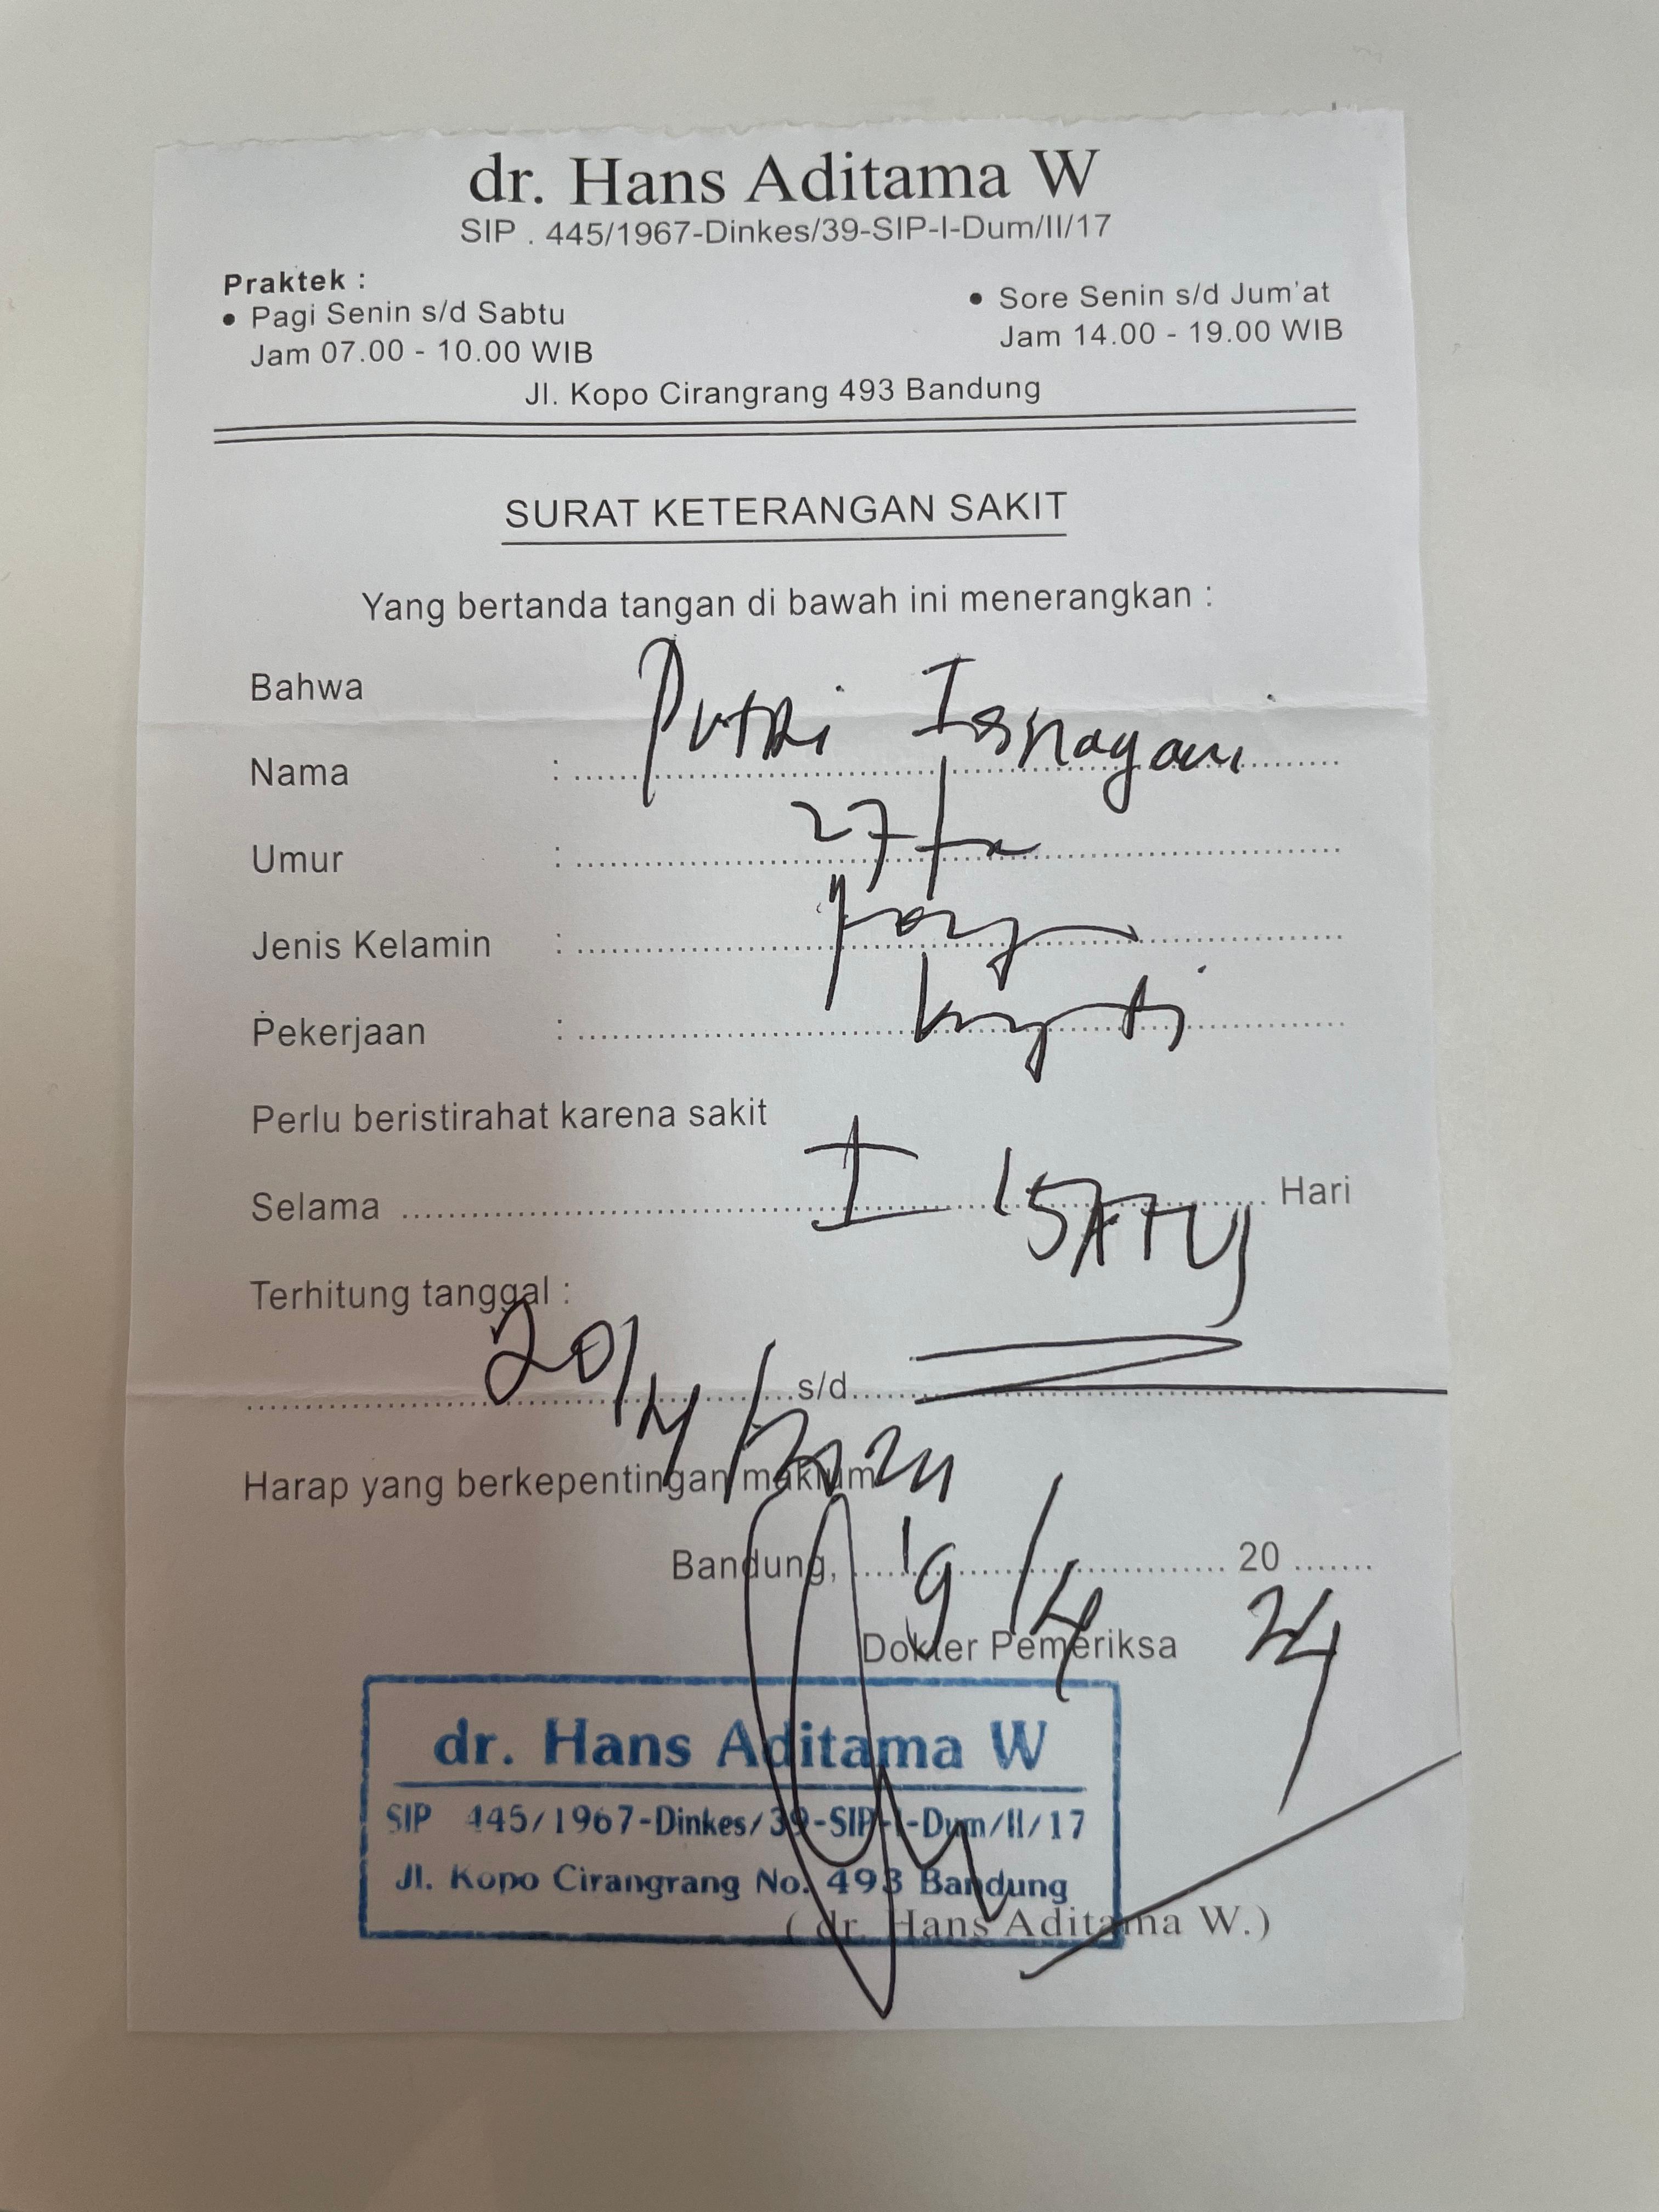 dr. Hans Aditama W
SIP . 445/1967-Dinkes/39-SIP-I-Dum/II/17
Praktek :
• Pagi Senin s/d Sabtu
Jam 07.00 - 10.00 WIB
• Sore Senin s/d Jum'at
Jam 14.00 - 19.00 WIB
Jl. Kopo Cirangrang 493 Bandung
SURAT KETERANGAN SAKIT
Yang bertanda tangan di bawah ini menerangkan :
Bahwa
Nama : Putri
Umur : 27
Jenis Kelamin :
Pekerjaan :
Perlu beristirahat karena sakit
Selama I (SATU) Hari
Terhitung tanggal :
20/4/2024 s/d
Harap yang berkepentingan maklum
Bandung, 19/4 20 24
Dokter Pemeriksa
dr. Hans Aditama W
SIP 445/1967-Dinkes/39-SIP-I-Dum/II/17
Jl. Kopo Cirangrang No. 493 Bandung
( dr. Hans Aditama W.)